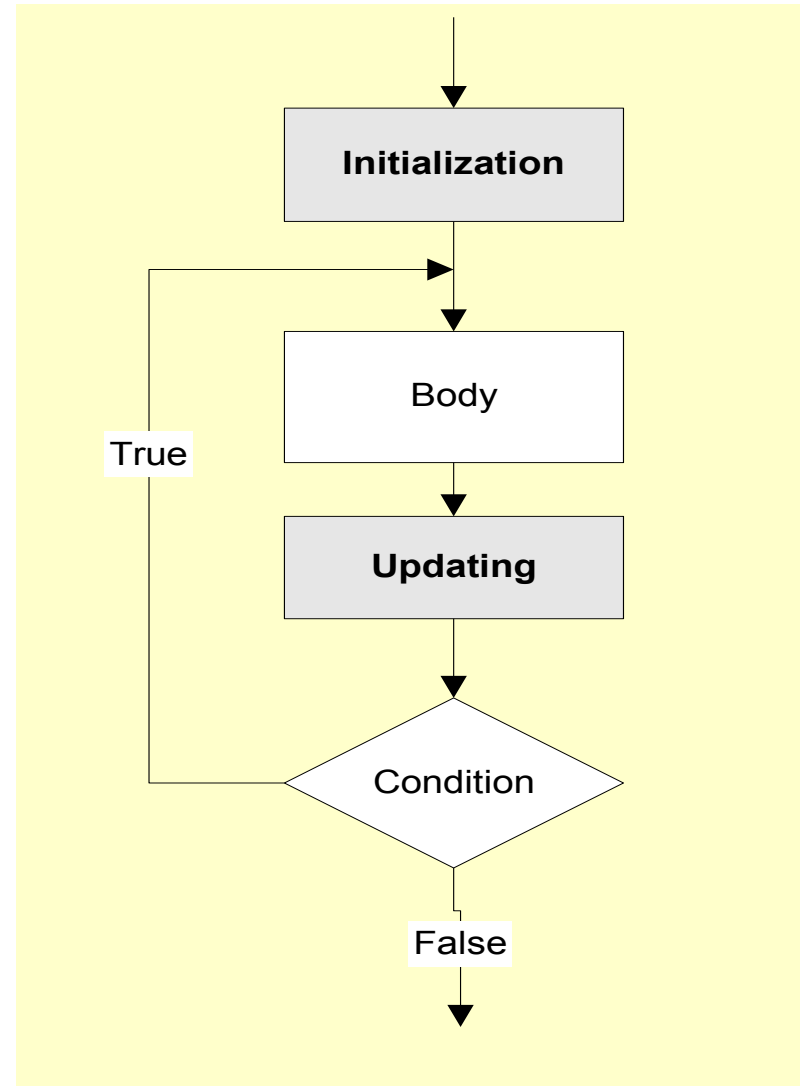 Initialization
Body
True
Updating
Condition
False